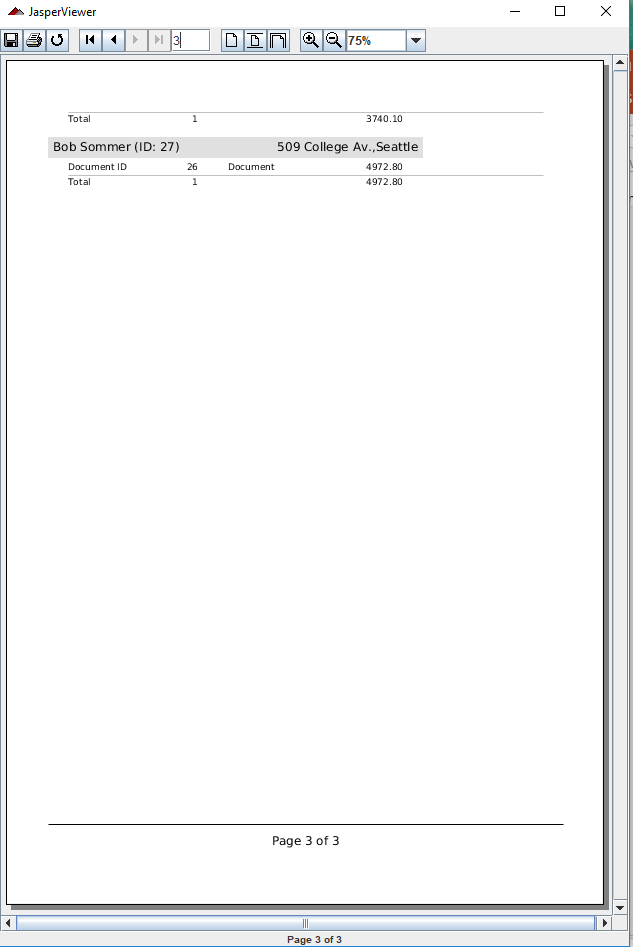 JasperViewer
3
75%
Total 1 3740.10
Bob Sommer (ID: 27) 509 College Av.,Seattle
Document ID 26 Document 4972.80
Total 1 4972.80
Page 3 of 3
Page 3 of 3